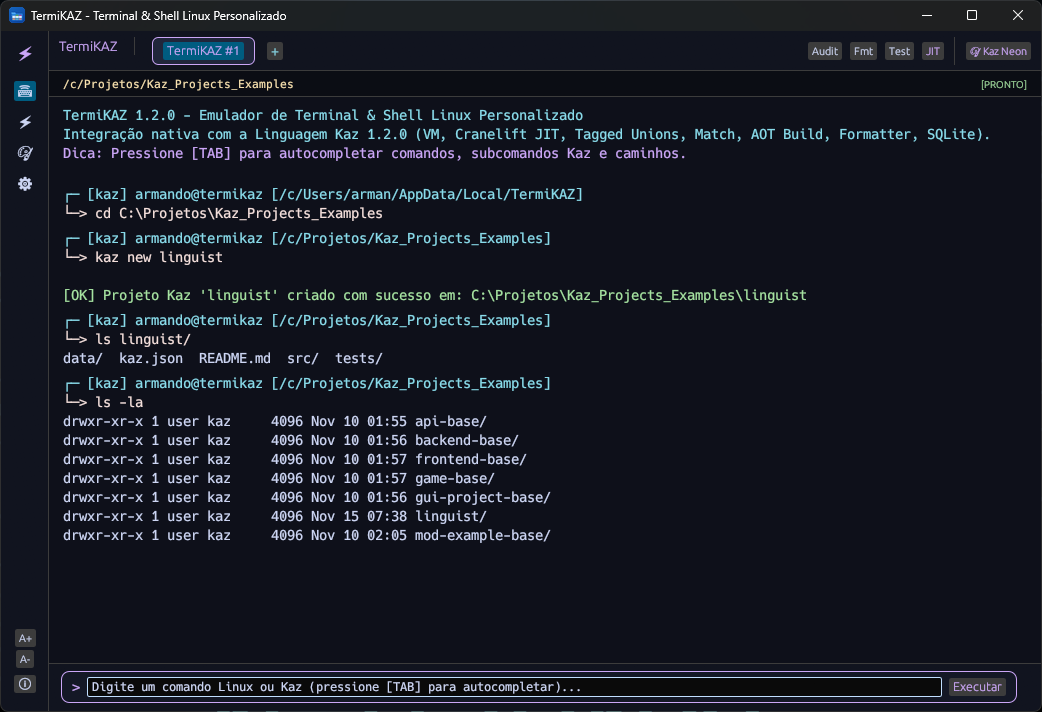 TermiKAZ - Terminal & Shell Linux Personalizado
TermiKAZ
TermiKAZ #1
+
Audit
Fmt
Test
JIT
Kaz Neon
/c/Projetos/Kaz_Projects_Examples
[PRONTO]
TermiKAZ 1.2.0 - Emulador de Terminal & Shell Linux Personalizado
Integração nativa com a Linguagem Kaz 1.2.0 (VM, Cranelift JIT, Tagged Unions, Match, AOT Build, Formatter, SQLite).
Dica: Pressione [TAB] para autocompletar comandos, subcomandos Kaz e caminhos.
┌─ [kaz] armando@termikaz [/c/Users/arman/AppData/Local/TermiKAZ]
└─> cd C:\Projetos\Kaz_Projects_Examples
┌─ [kaz] armando@termikaz [/c/Projetos/Kaz_Projects_Examples]
└─> kaz new linguist
[OK] Projeto Kaz 'linguist' criado com sucesso em: C:\Projetos\Kaz_Projects_Examples\linguist
┌─ [kaz] armando@termikaz [/c/Projetos/Kaz_Projects_Examples]
└─> ls linguist/
data/  kaz.json  README.md  src/  tests/
┌─ [kaz] armando@termikaz [/c/Projetos/Kaz_Projects_Examples]
└─> ls -la
drwxr-xr-x 1 user kaz     4096 Nov 10 01:55 api-base/
drwxr-xr-x 1 user kaz     4096 Nov 10 01:56 backend-base/
drwxr-xr-x 1 user kaz     4096 Nov 10 01:57 frontend-base/
drwxr-xr-x 1 user kaz     4096 Nov 10 01:57 game-base/
drwxr-xr-x 1 user kaz     4096 Nov 10 01:56 gui-project-base/
drwxr-xr-x 1 user kaz     4096 Nov 15 07:38 linguist/
drwxr-xr-x 1 user kaz     4096 Nov 10 02:05 mod-example-base/
A+
A-
> Digite um comando Linux ou Kaz (pressione [TAB] para autocompletar)...
Executar